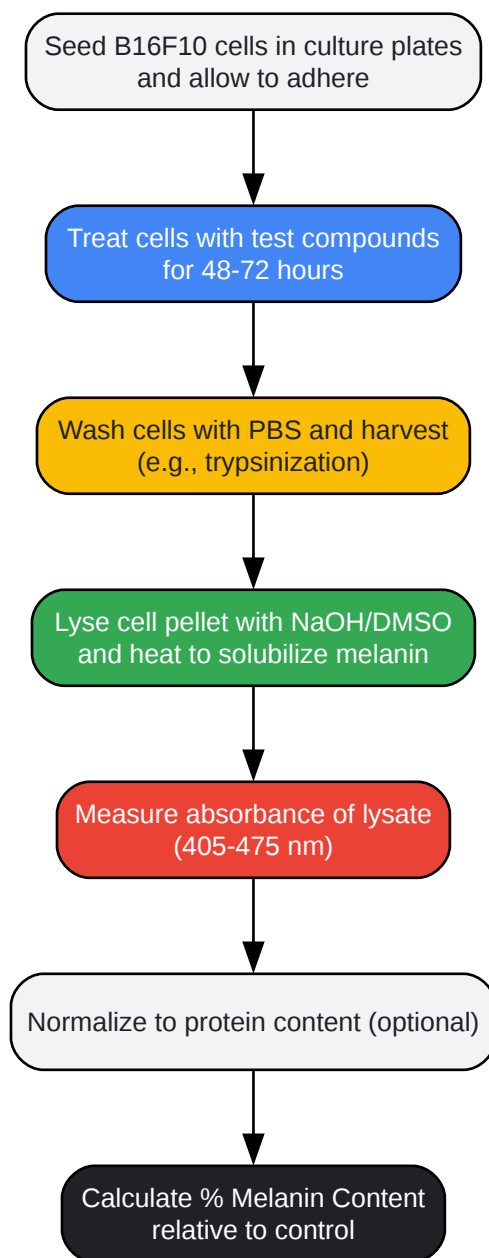 Seed B16F10 cells in culture plates
and allow to adhere
Treat cells with test compounds
for 48-72 hours
Wash cells with PBS and harvest
(e.g., trypsinization)
Lyse cell pellet with NaOH/DMSO
and heat to solubilize melanin
Measure absorbance of lysate
(405-475 nm)
Normalize to protein content (optional)
Calculate % Melanin Content
relative to control